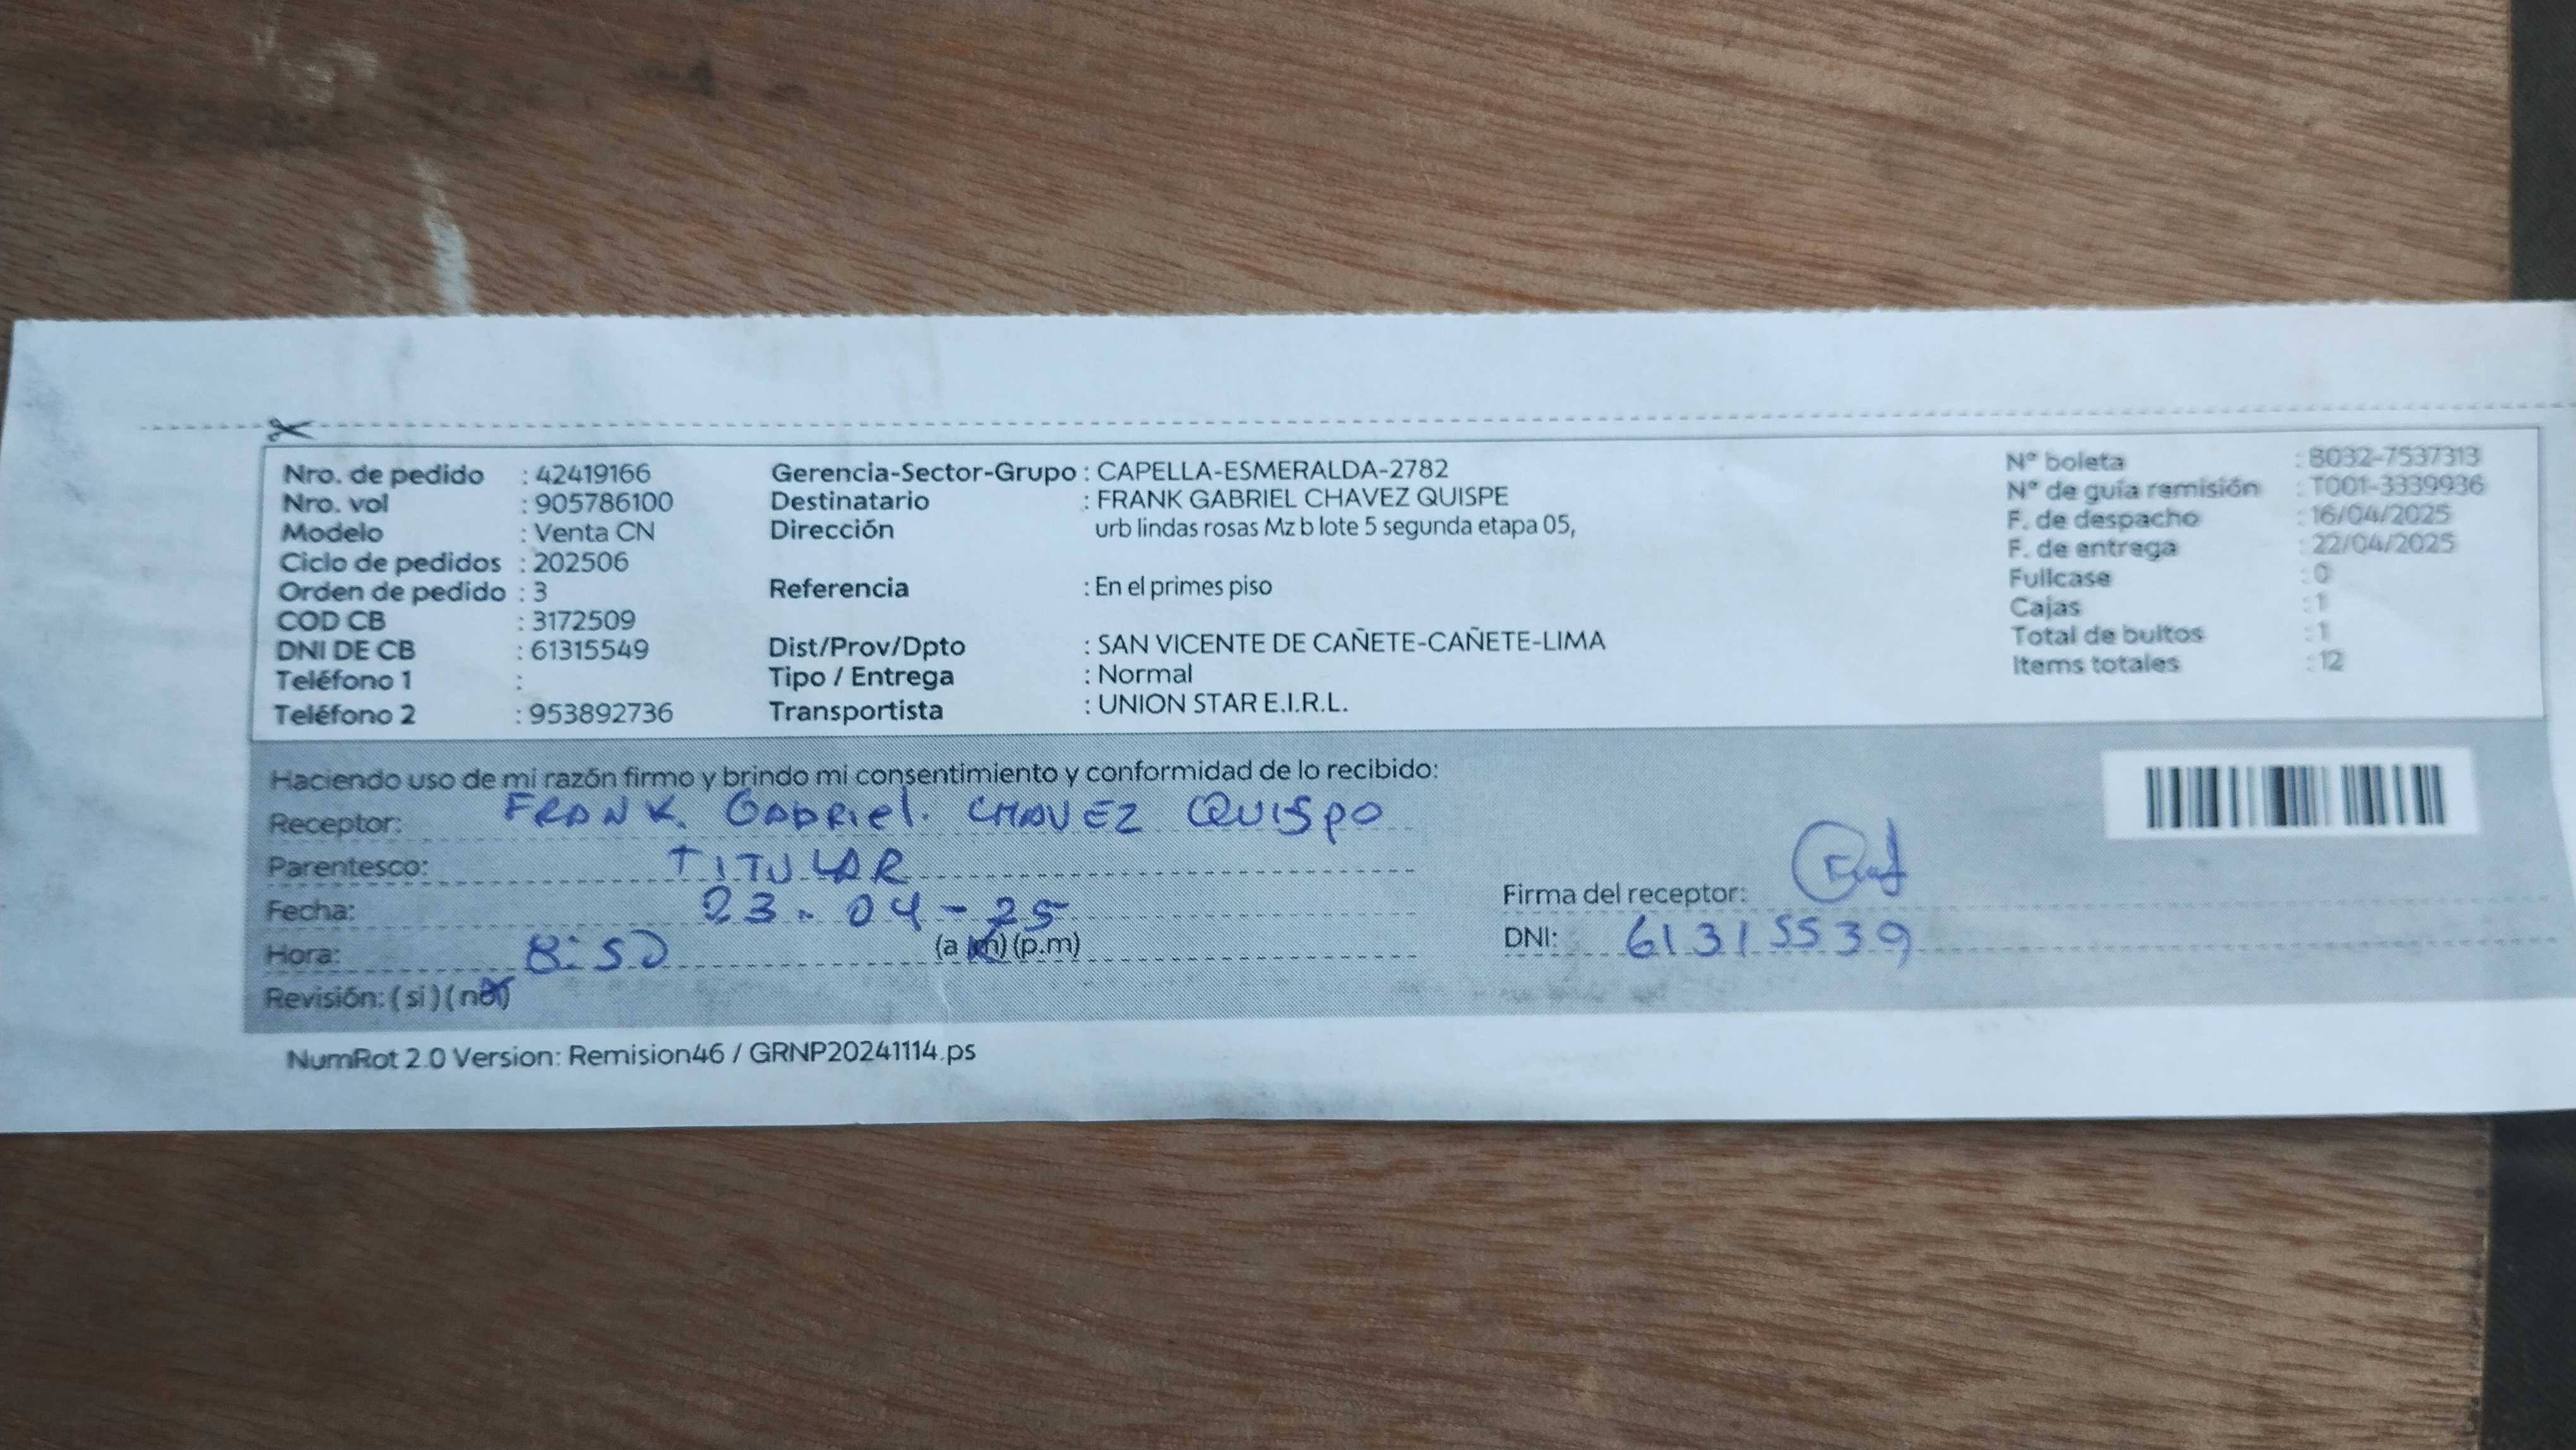 Nro. de pedido : 42419166
Nro. vol : 905786100
Modelo : Venta CN
Ciclo de pedidos : 202506
Orden de pedido : 3
COD CB : 3172509
DNI DE CB : 61315549
Teléfono 1 :
Teléfono 2 : 953892736
Gerencia-Sector-Grupo : CAPELLA-ESMERALDA-2782
Destinatario : FRANK GABRIEL CHAVEZ QUISPE
Dirección urb lindas rosas Mz b lote 5 segunda etapa 05,
Referencia : En el primes piso
Dist/Prov/Dpto : SAN VICENTE DE CAÑETE-CAÑETE-LIMA
Tipo / Entrega : Normal
Transportista : UNION STAR E.I.R.L.
N° boleta : B032-7537313
N° de guía remisión : T001-3339936
F. de despacho : 16/04/2025
F. de entrega : 22/04/2025
Fullcase : 0
Cajas : 1
Total de bultos : 1
Items totales : 12
Haciendo uso de mi razón firmo y brindo mi consentimiento y conformidad de lo recibido:
Receptor: FRANK. GABRiel. CHAVEZ QUISPO
Parentesco: TITULAR
Fecha: 23-04-25
Hora: 8:50 (a.m) (p.m)
Revisión: ( si ) ( no )
Firma del receptor:
DNI: 61315539
NumRot 2.0 Version: Remision46 / GRNP20241114.ps